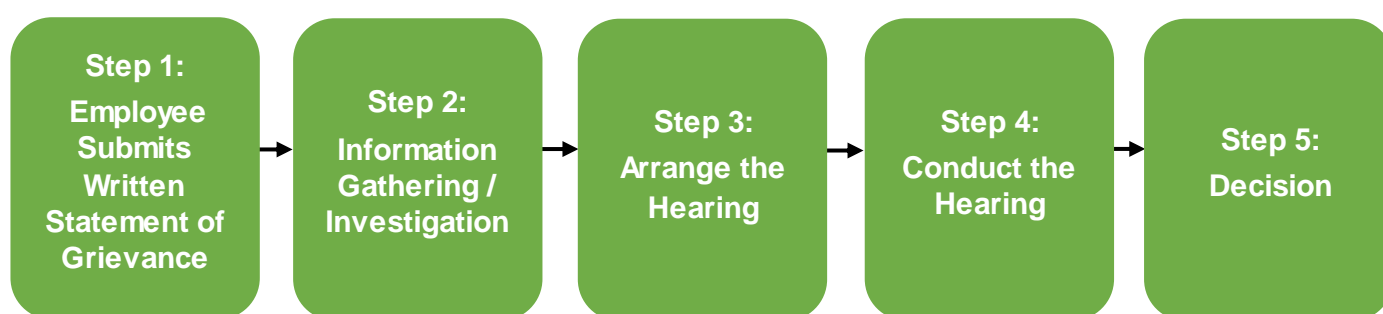 Step 1:
Employee
Submits
Written
Statement of
Grievance
Step 2:
Information
Gathering /
Investigation
Step 3:
Arrange the
Hearing
Step 4:
Conduct the
Hearing
Step 5:
Decision